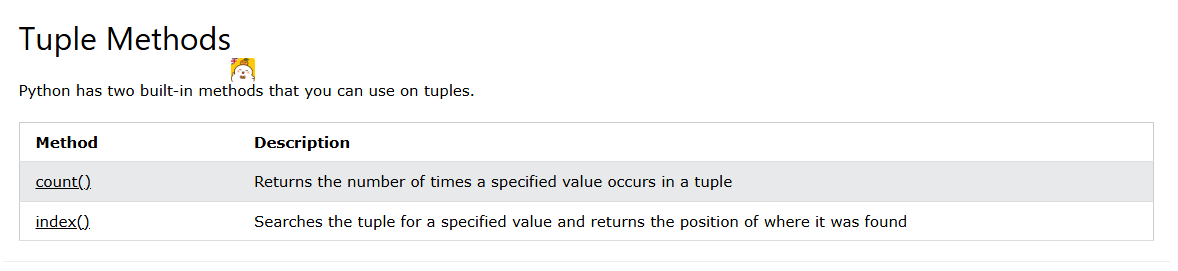 Tuple Methods
Python has two built-in methods that you can use on tuples.
Method Description
count() Returns the number of times a specified value occurs in a tuple
index() Searches the tuple for a specified value and returns the position of where it was found